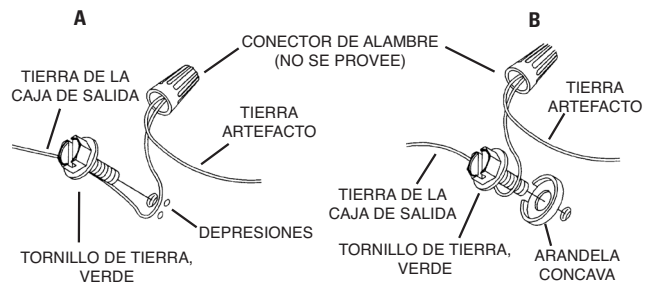 A
B
CONECTOR DE ALAMBRE
(NO SE PROVEE)
TIERRA DE LA
CAJA DE SALIDA
TIERRA
ARTEFACTO
TIERRA
ARTEFACTO
DEPRESIONES
TORNILLO DE TIERRA,
VERDE
TIERRA DE LA
CAJA DE SALIDA
TORNILLO DE TIERRA,
VERDE
ARANDELA
CONCAVA